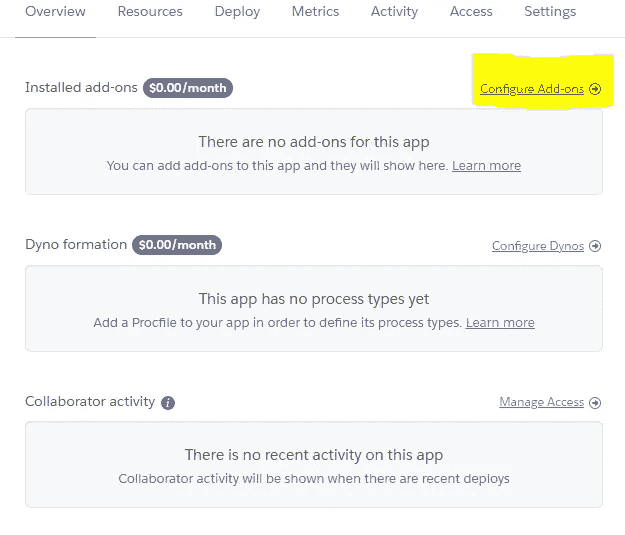 Overview Resources Deploy Metrics Activity Access Settings
Installed add-ons $0.00/month Configure Add-ons
There are no add-ons for this app
You can add add-ons to this app and they will show here. Learn more
Dyno formation $0.00/month Configure Dynos
This app has no process types yet
Add a Procfile to your app in order to define its process types. Learn more
Collaborator activity i Manage Access
There is no recent activity on this app
Collaborator activity will be shown when there are recent deploys